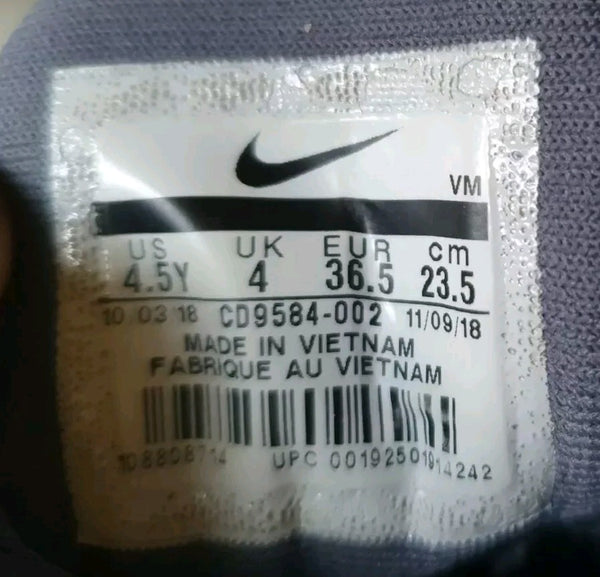 VM
US UK EUR cm
4.5Y 4 36.5 23.5
10/03/18 CD9584-002 11/09/18
MADE IN VIETNAM
FABRIQUE AU VIETNAM
108808714 UPC 00192501914242